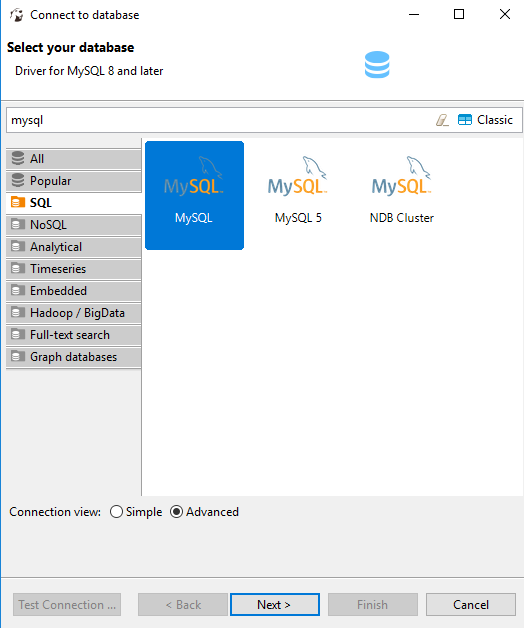 Connect to database
Select your database
Driver for MySQL 8 and later
mysql
Classic
All
Popular
SQL
NoSQL
Analytical
Timeseries
Embedded
Hadoop / BigData
Full-text search
Graph databases
MySQL MySQL MySQL
MySQL MySQL 5 NDB Cluster
Connection view: Simple Advanced
Test Connection ... < Back Next > Finish Cancel